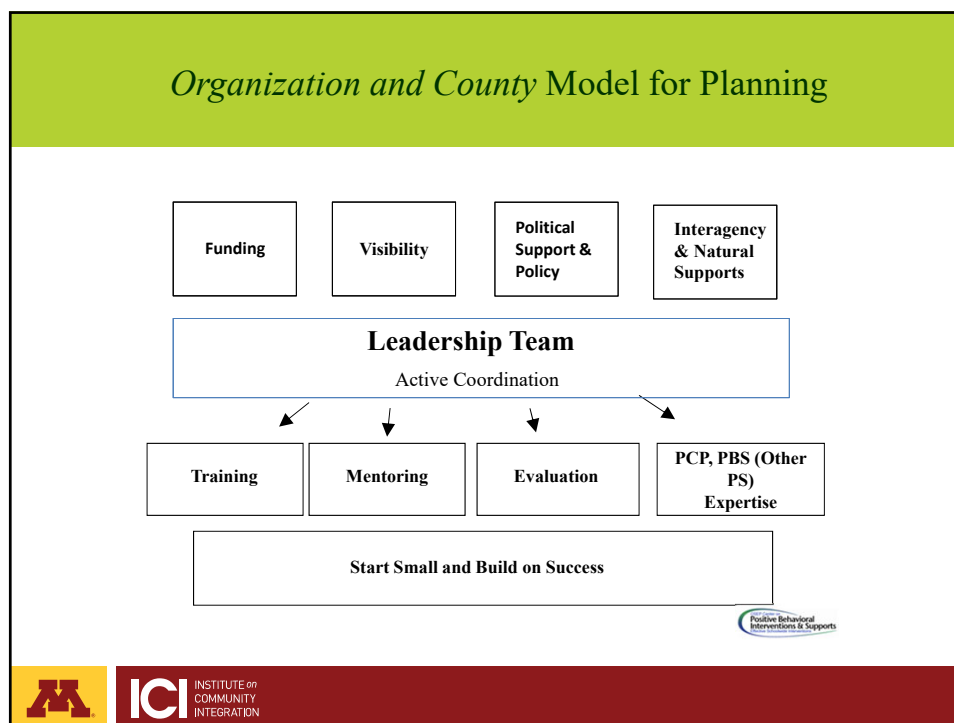 Organization and County Model for Planning
Funding
Visibility
Political
Support &
Policy
Interagency
& Natural
Supports
Leadership Team
Active Coordination
Training
Mentoring
Evaluation
PCP, PBS (Other
PS)
Expertise
Start Small and Build on Success
Positive Behavioral
Interventions & Supports
M
ICI
INSTITUTE on
COMMUNITY
INTEGRATION